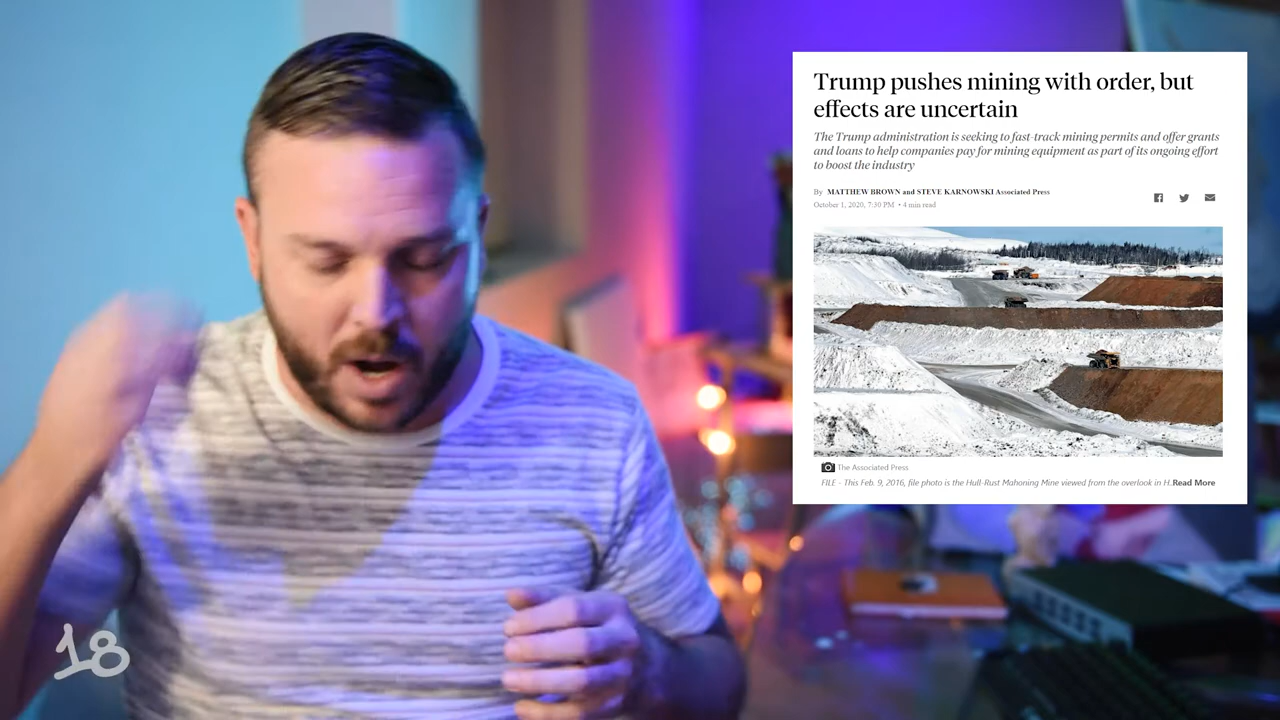 Trump pushes mining with order, but
effects are uncertain
The Trump administration is seeking to fast-track mining permits and offer grants
and loans to help companies pay for mining equipment as part of its ongoing effort
to boost the industry
By MATTHEW BROWN and STEVE KARNOWSKI Associated Press
October 1, 2020, 7:30 PM • 4 min read
The Associated Press
FILE - This Feb. 9, 2016, file photo is the Hull-Rust Mahoning Mine viewed from the overlook in H.Read More
18